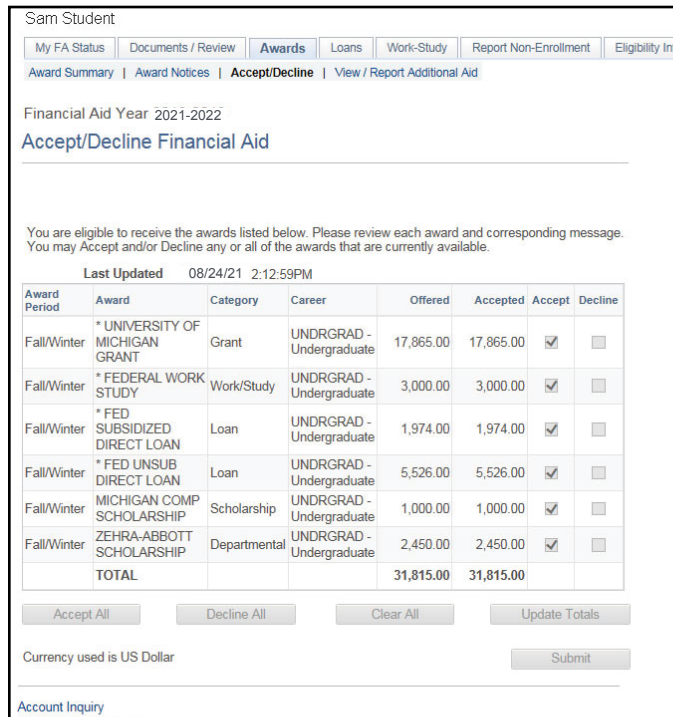 Sam Student
My FA Status Documents / Review Awards Loans Work-Study Report Non-Enrollment Eligibility
Award Summary | Award Notices | Accept/Decline | View / Report Additional Aid
Financial Aid Year 2021-2022
Accept/Decline Financial Aid
You are eligible to receive the awards listed below. Please review each award and corresponding message.
You may Accept and/or Decline any or all of the awards that are currently available.
Last Updated 08/24/21 2:12:59PM
Award Period Award Category Career Offered Accepted Accept Decline
Fall/Winter * UNIVERSITY OF MICHIGAN GRANT Grant UNDRGRAD - Undergraduate 17,865.00 17,865.00
Fall/Winter * FEDERAL WORK STUDY Work/Study UNDRGRAD - Undergraduate 3,000.00 3,000.00
Fall/Winter * FED SUBSIDIZED DIRECT LOAN Loan UNDRGRAD - Undergraduate 1,974.00 1,974.00
Fall/Winter * FED UNSUB DIRECT LOAN Loan UNDRGRAD - Undergraduate 5,526.00 5,526.00
Fall/Winter MICHIGAN COMP SCHOLARSHIP Scholarship UNDRGRAD - Undergraduate 1,000.00 1,000.00
Fall/Winter ZEHRA-ABBOTT SCHOLARSHIP Departmental UNDRGRAD - Undergraduate 2,450.00 2,450.00
TOTAL 31,815.00 31,815.00
Accept All Decline All Clear All Update Totals
Currency used is US Dollar Submit
Account Inquiry